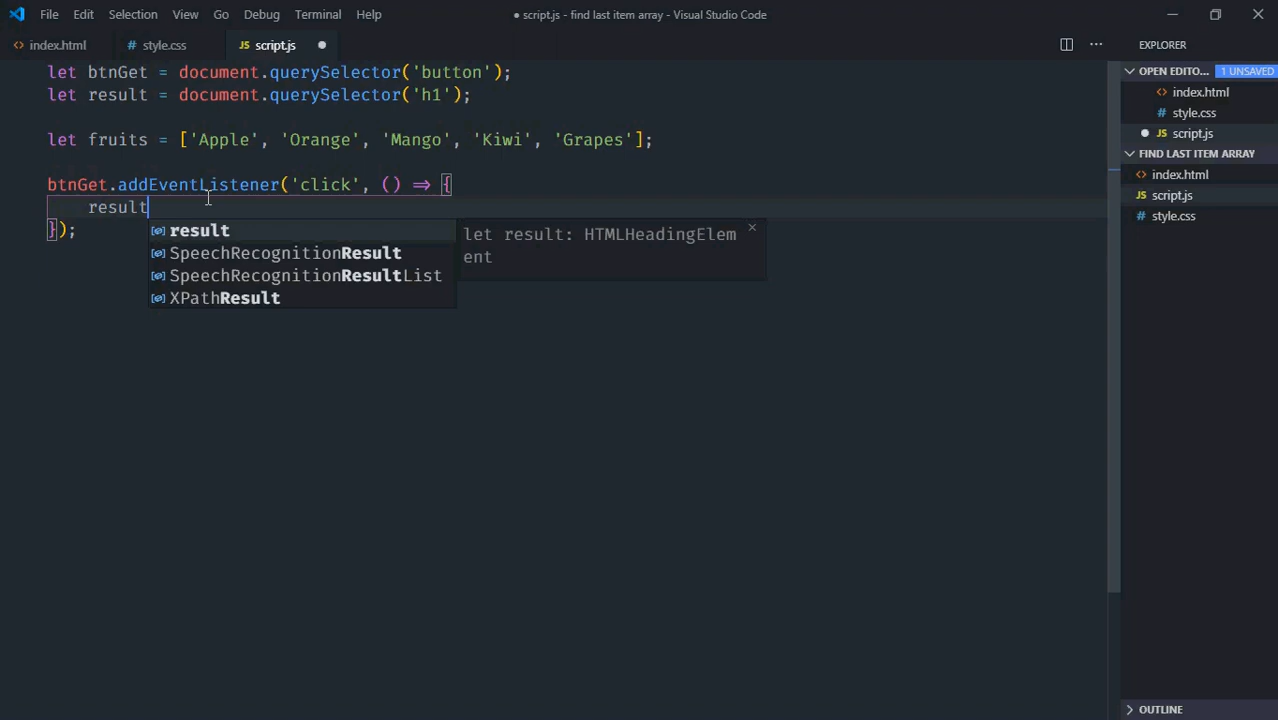 File Edit Selection View Go Debug Terminal Help
● script.js - find last item array - Visual Studio Code
index.html
style.css
JS script.js
EXPLORER
let btnGet = document.querySelector('button');
let result = document.querySelector('h1');
let fruits = ['Apple', 'Orange', 'Mango', 'Kiwi', 'Grapes'];
btnGet.addEventListener('click', () => {
result
});
result
SpeechRecognitionResult
SpeechRecognitionResultList
XPathResult
let result: HTMLHeadingElem
ent
OPEN EDITO... 1 UNSAVED
index.html
style.css
JS script.js
FIND LAST ITEM ARRAY
index.html
JS script.js
style.css
OUTLINE